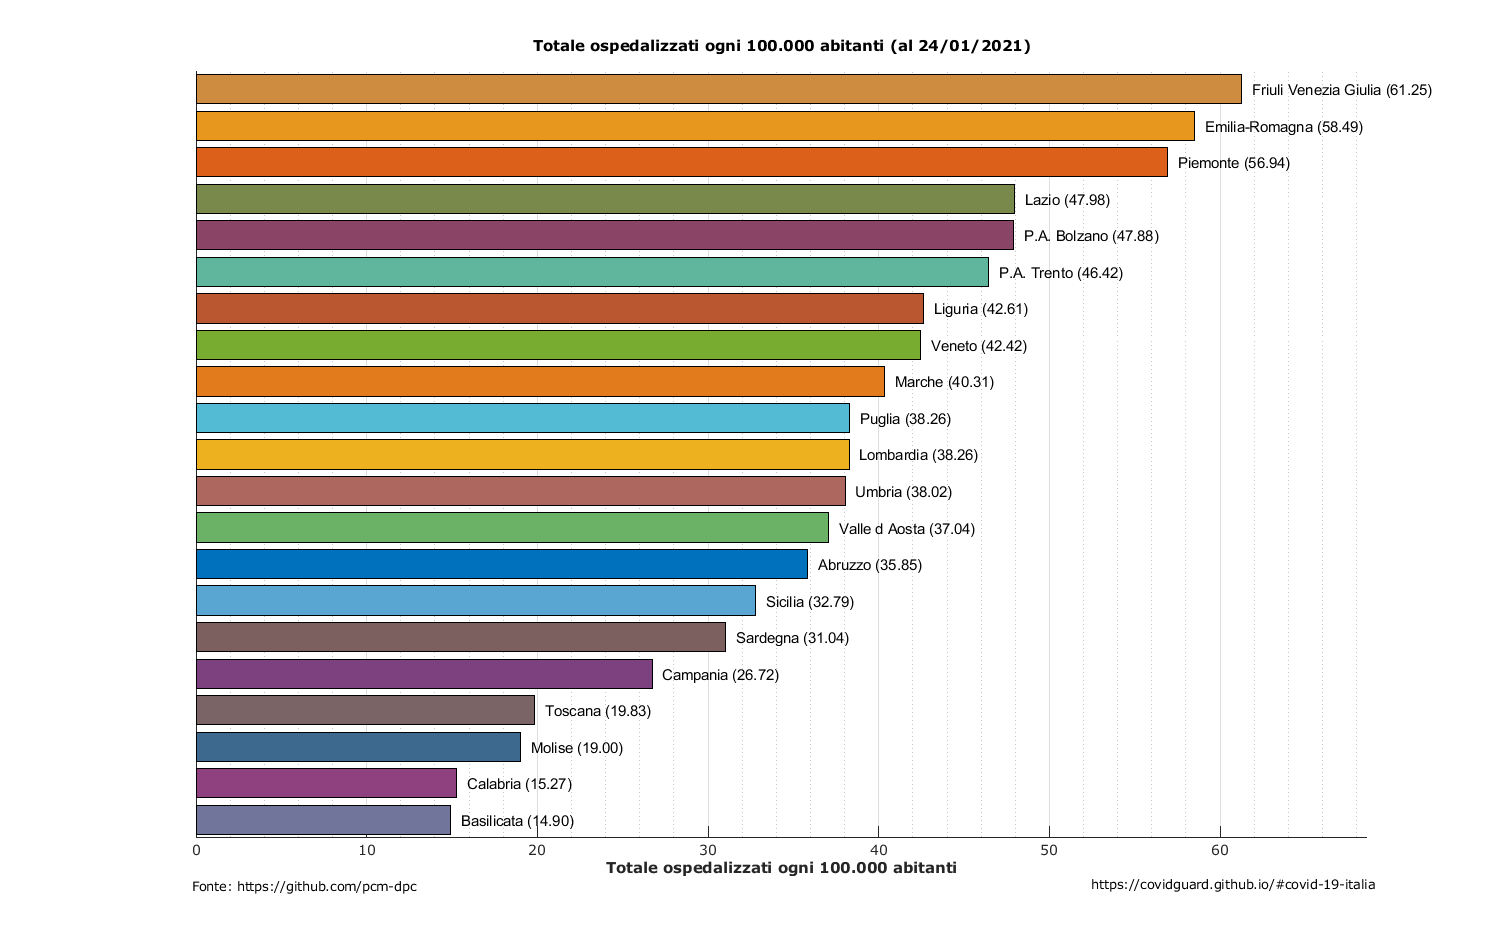 Totale ospedalizzati ogni 100.000 abitanti (al 24/01/2021)
Friuli Venezia Giulia (61.25)
Emilia-Romagna (58.49)
Piemonte (56.94)
Lazio (47.98)
P.A. Bolzano (47.88)
P.A. Trento (46.42)
Liguria (42.61)
Veneto (42.42)
Marche (40.31)
Puglia (38.26)
Lombardia (38.26)
Umbria (38.02)
Valle d Aosta (37.04)
Abruzzo (35.85)
Sicilia (32.79)
Sardegna (31.04)
Campania (26.72)
Toscana (19.83)
Molise (19.00)
Calabria (15.27)
Basilicata (14.90)
0 10 20 30 40 50 60
Totale ospedalizzati ogni 100.000 abitanti
Fonte: https://github.com/pcm-dpc
https://covidguard.github.io/#covid-19-italia